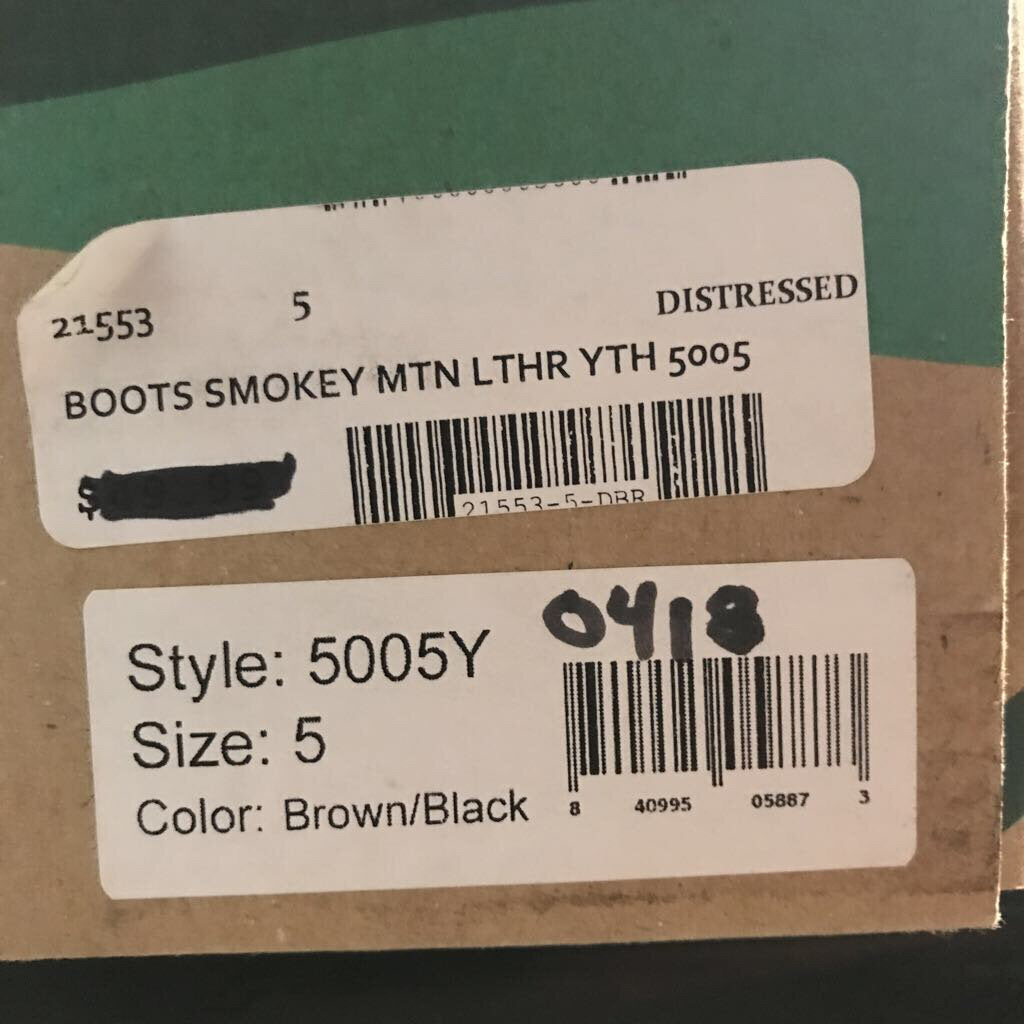 21553 5 DISTRESSED
BOOTS SMOKEY MTN LTHR YTH 5005
21553-5-DBR
0418
Style: 5005Y
Size: 5
Color: Brown/Black
8 40995 05887 3